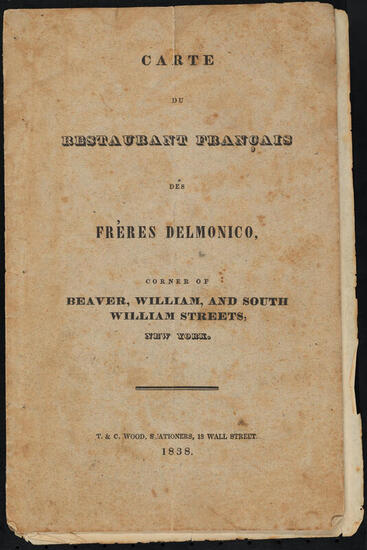 CARTE
DU
RESTAURANT FRANÇAIS
DES
FRÈRES DELMONICO,
CORNER OF
BEAVER, WILLIAM, AND SOUTH
WILLIAM STREETS,
NEW YORK.
T. & C. WOOD, STATIONERS, 18 WALL STREET.
1838.